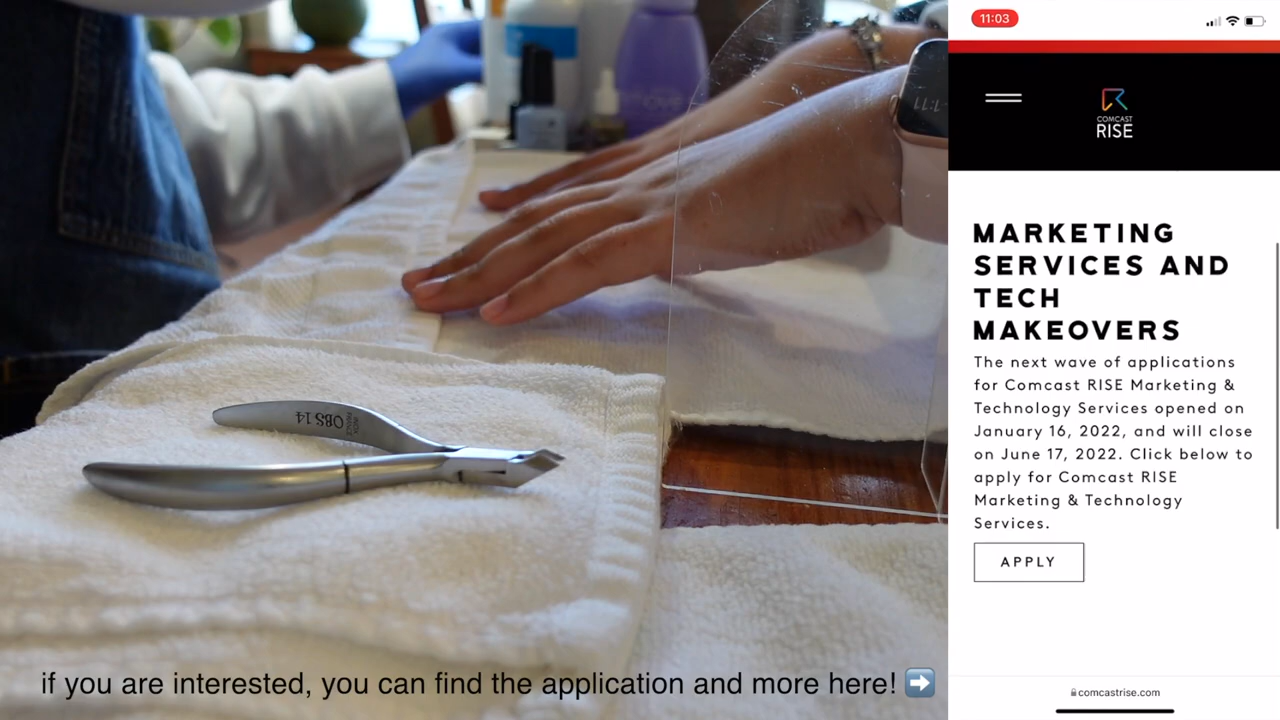 11:03
COMCAST
RISE
MARKETING
SERVICES AND
TECH
MAKEOVERS
The next wave of applications
for Comcast RISE Marketing &
Technology Services opened on
January 16, 2022, and will close
on June 17, 2022. Click below to
apply for Comcast RISE
Marketing & Technology
Services.
APPLY
comcastrise.com
QBS 14
if you are interested, you can find the application and more here! ➡️